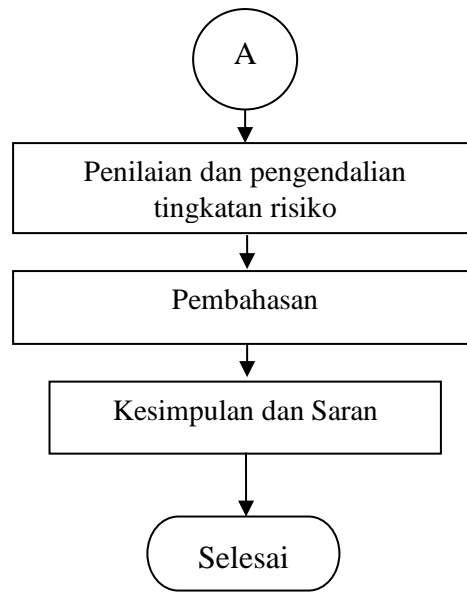 A
Penilaian dan pengendalian
tingkatan risiko
Pembahasan
Kesimpulan dan Saran
Selesai